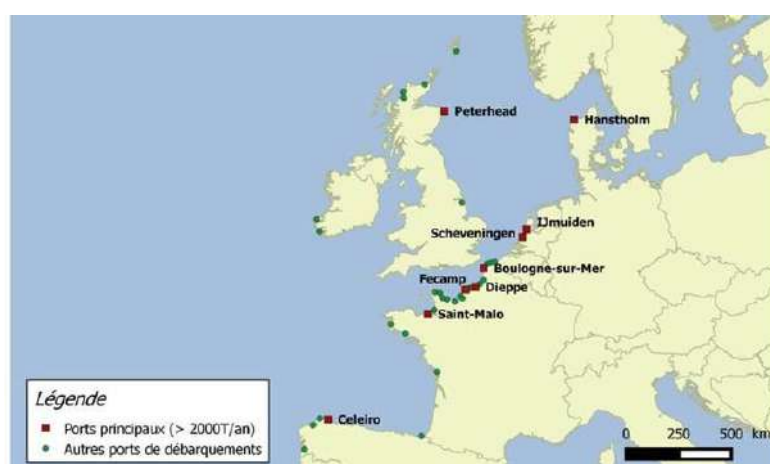 Peterhead
Hanstholm
IJmuiden
Scheveningen
Boulogne-sur-Mer
Fecamp
Dieppe
Saint-Malo
Celeiro
Légende
Ports principaux (> 2000T/an)
Autres ports de débarquements
0 250 500 km